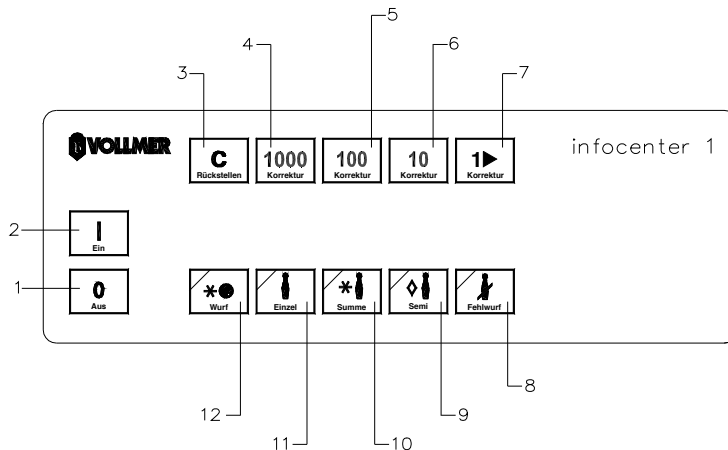 5
4 6
3 7
VOLLMER C 1000 100 10 1▶ infocenter 1
Rückstellen Korrektur Korrektur Korrektur Korrektur
2 I
Ein
1 0
Aus Wurf Einzel Summe Semi Fehlwurf
8
12 9
11 10